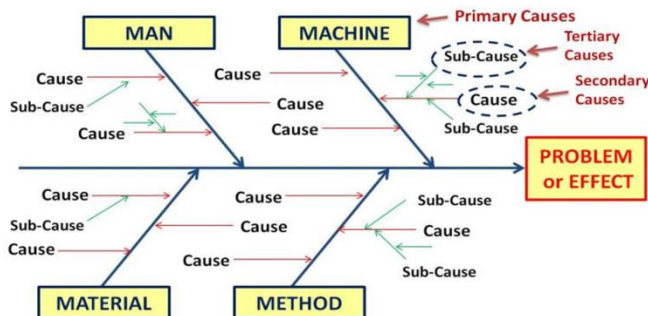 MAN
MACHINE
Primary Causes
Sub-Cause
Tertiary
Causes
Cause
Sub-Cause
Cause
Cause
Cause
Secondary
Causes
Cause
Cause
Sub-Cause
PROBLEM
or EFFECT
Cause
Sub-Cause
Cause
Cause
Cause
Sub-Cause
Cause
Cause
Sub-Cause
MATERIAL
METHOD